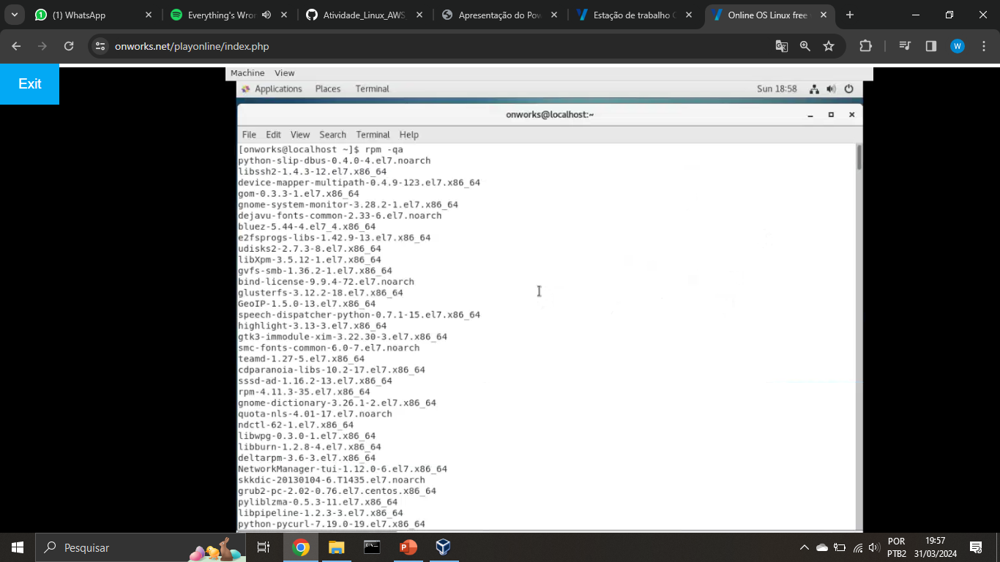 (1) WhatsApp
Everything's Wron
Atividade_Linux_AWS
Apresentação do Pow
Estação de trabalho C
Online OS Linux free
onworks.net/playonline/index.php
W
Exit
Machine View
Applications Places Terminal Sun 18:58
onworks@localhost:~
File Edit View Search Terminal Help
[onworks@localhost ~]$ rpm -qa
python-slip-dbus-0.4.0-4.el7.noarch
libssh2-1.4.3-12.el7.x86_64
device-mapper-multipath-0.4.9-123.el7.x86_64
gom-0.3.3-1.el7.x86_64
gnome-system-monitor-3.28.2-1.el7.x86_64
dejavu-fonts-common-2.33-6.el7.noarch
bluez-5.44-4.el7_4.x86_64
e2fsprogs-libs-1.42.9-13.el7.x86_64
udisks2-2.7.3-8.el7.x86_64
libXpm-3.5.12-1.el7.x86_64
gvfs-smb-1.36.2-1.el7.x86_64
bind-license-9.9.4-72.el7.noarch
glusterfs-3.12.2-18.el7.x86_64
GeoIP-1.5.0-13.el7.x86_64
speech-dispatcher-python-0.7.1-15.el7.x86_64
highlight-3.13-3.el7.x86_64
gtk3-immodule-xim-3.22.30-3.el7.x86_64
smc-fonts-common-6.0-7.el7.noarch
teamd-1.27-5.el7.x86_64
cdparanoia-libs-10.2-17.el7.x86_64
sssd-ad-1.16.2-13.el7.x86_64
rpm-4.11.3-35.el7.x86_64
gnome-dictionary-3.26.1-2.el7.x86_64
quota-nls-4.01-17.el7.noarch
ndctl-62-1.el7.x86_64
libwpg-0.3.0-1.el7.x86_64
libburn-1.2.8-4.el7.x86_64
deltarpm-3.6-3.el7.x86_64
NetworkManager-tui-1.12.0-6.el7.x86_64
skkdic-20130104-6.T1435.el7.noarch
grub2-pc-2.02-0.76.el7.centos.x86_64
pyliblzma-0.5.3-11.el7.x86_64
libpipeline-1.2.3-3.el7.x86_64
python-pycurl-7.19.0-19.el7.x86_64
Pesquisar
POR
PTB2
19:57
31/03/2024